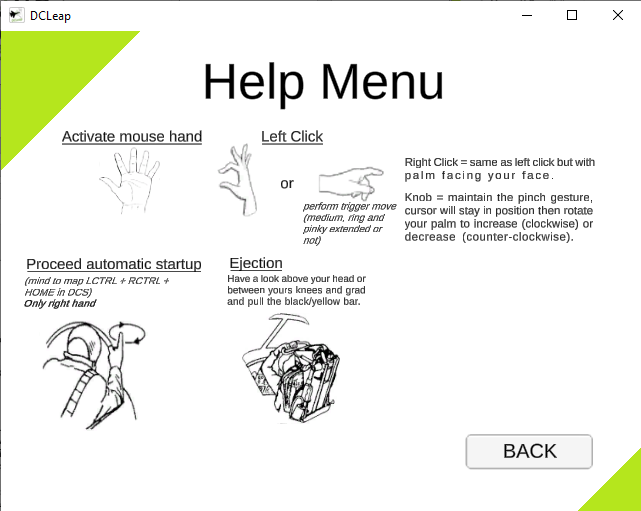 DCLeap
Help Menu
Activate mouse hand
Left Click
or
perform trigger move
(medium, ring and
pinky extended or
not)
Right Click = same as left click but with
palm facing your face.
Knob = maintain the pinch gesture,
cursor will stay in position then rotate
your palm to increase (clockwise) or
decrease (counter-clockwise).
Proceed automatic startup
(mind to map LCTRL + RCTRL +
HOME in DCS)
Only right hand
Ejection
Have a look above your head or
between yours knees and grad
and pull the black/yellow bar.
BACK